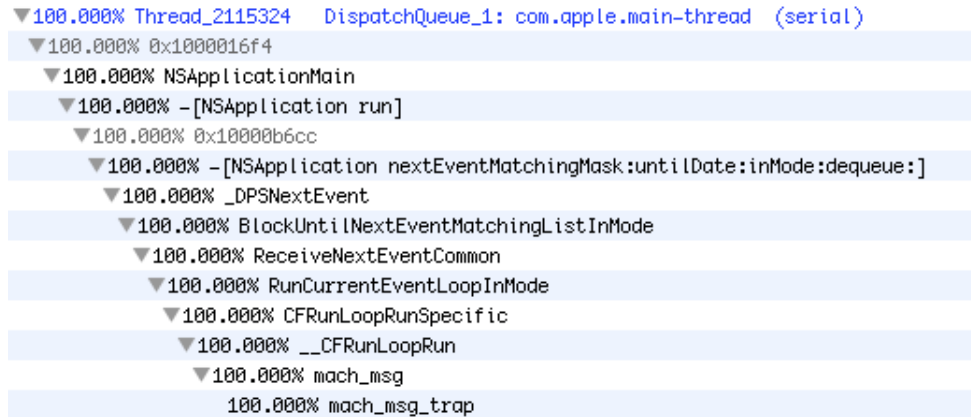 ▼100.000% Thread_2115324   DispatchQueue_1: com.apple.main-thread  (serial)
▼100.000% 0x1000016f4
▼100.000% NSApplicationMain
▼100.000% -[NSApplication run]
▼100.000% 0x10000b6cc
▼100.000% -[NSApplication nextEventMatchingMask:untilDate:inMode:dequeue:]
▼100.000% _DPSNextEvent
▼100.000% BlockUntilNextEventMatchingListInMode
▼100.000% ReceiveNextEventCommon
▼100.000% RunCurrentEventLoopInMode
▼100.000% CFRunLoopRunSpecific
▼100.000% __CFRunLoopRun
▼100.000% mach_msg
100.000% mach_msg_trap